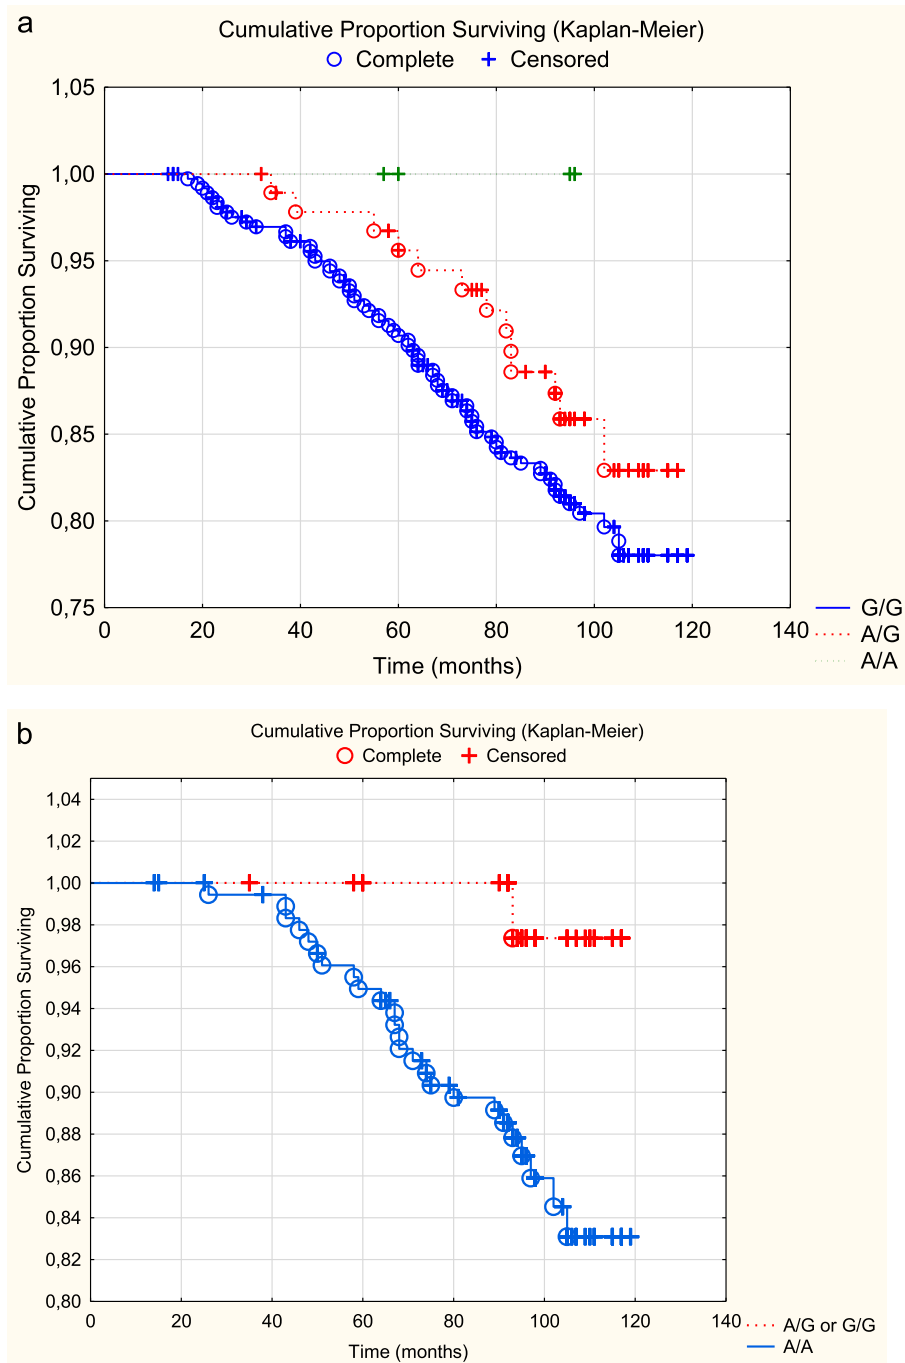 a
Cumulative Proportion Surviving (Kaplan-Meier)
Complete Censored
1,05
1,00
0,95
0,90
0,85
0,80
0,75
Cumulative Proportion Surviving
0 20 40 60 80 100 120 140
Time (months)
G/G
A/G
A/A
b
Cumulative Proportion Surviving (Kaplan-Meier)
Complete Censored
1,04
1,02
1,00
0,98
0,96
0,94
0,92
0,90
0,88
0,86
0,84
0,82
0,80
Cumulative Proportion Surviving
0 20 40 60 80 100 120 140
Time (months)
A/G or G/G
A/A